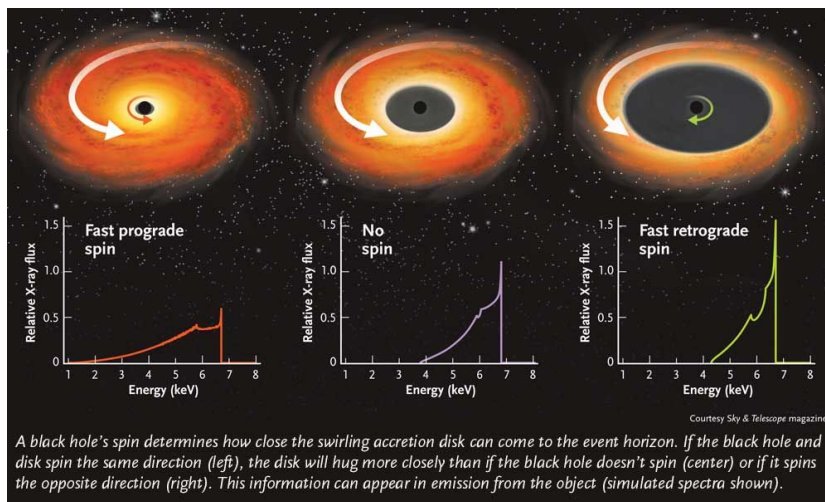 Fast prograde
spin
No
spin
Fast retrograde
spin
Relative X-ray flux
1.5
1.0
0.5
0
1 2 3 4 5 6 7 8
Energy (keV)
Relative X-ray flux
1.5
1.0
0.5
0
1 2 3 4 5 6 7 8
Energy (keV)
Relative X-ray flux
1.5
1.0
0.5
0
1 2 3 4 5 6 7 8
Energy (keV)
Courtesy Sky & Telescope magazine
A black hole's spin determines how close the swirling accretion disk can come to the event horizon. If the black hole and
disk spin the same direction (left), the disk will hug more closely than if the black hole doesn't spin (center) or if it spins
the opposite direction (right). This information can appear in emission from the object (simulated spectra shown).